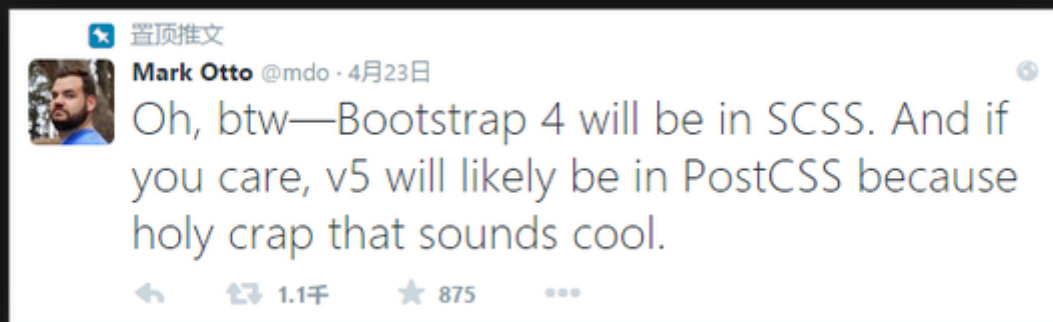 置顶推文
Mark Otto @mdo · 4月23日
Oh, btw—Bootstrap 4 will be in SCSS. And if
you care, v5 will likely be in PostCSS because
holy crap that sounds cool.
1.1千 875